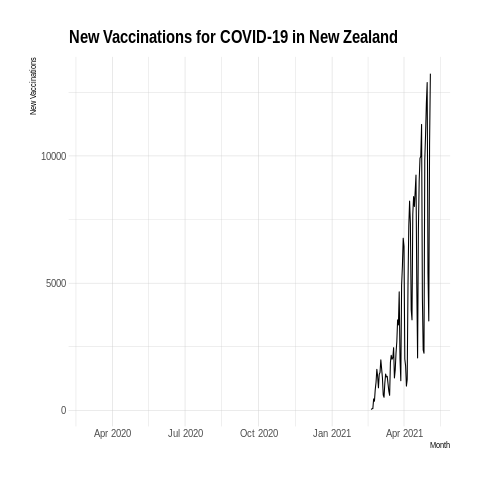 New Vaccinations for COVID-19 in New Zealand
New Vaccinations
10000
5000
0
Apr 2020 Jul 2020 Oct 2020 Jan 2021 Apr 2021
Month